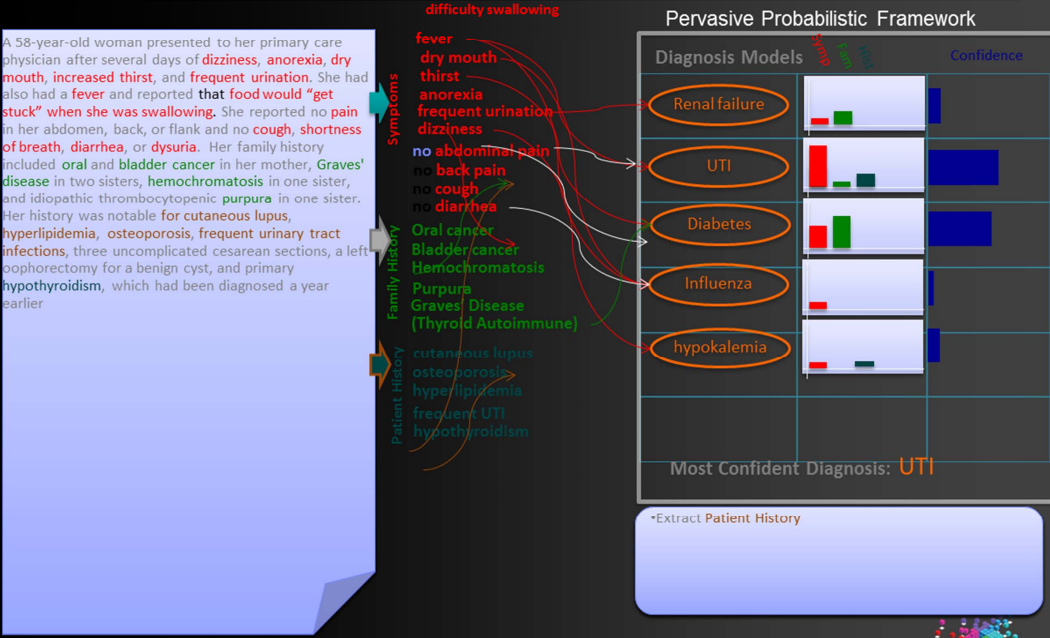 difficulty swallowing
Pervasive Probabilistic Framework
A 58-year-old woman presented to her primary care
physician after several days of dizziness, anorexia, dry
mouth, increased thirst, and frequent urination. She had
also had a fever and reported that food would “get
stuck” when she was swallowing. She reported no pain
in her abdomen, back, or flank and no cough, shortness
of breath, diarrhea, or dysuria. Her family history
included oral and bladder cancer in her mother, Graves'
disease in two sisters, hemochromatosis in one sister,
and idiopathic thrombocytopenic purpura in one sister.
Her history was notable for cutaneous lupus,
hyperlipidemia, osteoporosis, frequent urinary tract
infections, three uncomplicated cesarean sections, a left
oophorectomy for a benign cyst, and primary
hypothyroidism, which had been diagnosed a year
earlier
Symptoms
fever
dry mouth
thirst
anorexia
frequent urination
dizziness
no abdominal pain
no back pain
no cough
no diarrhea
Family History
Oral cancer
Bladder cancer
Hemochromatosis
Purpura
Graves' Disease
(Thyroid Autoimmune)
Patient History
cutaneous lupus
osteoporosis
hyperlipidemia
frequent UTI
hypothyroidism
Diagnosis Models
Symp
Fam
Hist
Confidence
Renal failure
UTI
Diabetes
Influenza
hypokalemia
Most Confident Diagnosis: UTI
•Extract Patient History